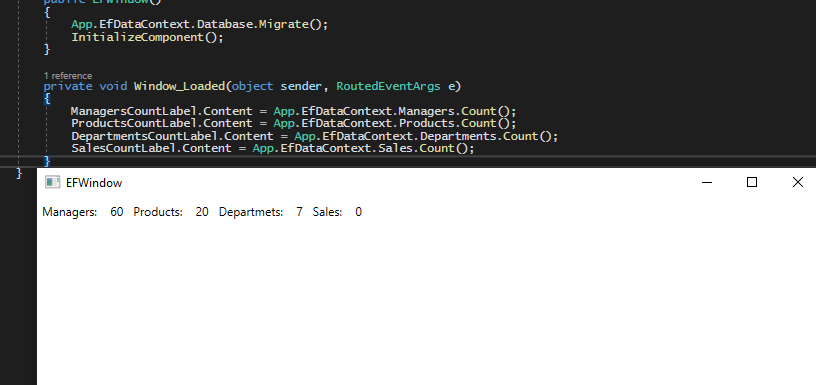 public EFWindow()
{
App.EfDataContext.Database.Migrate();
InitializeComponent();
}
1 reference
private void Window_Loaded(object sender, RoutedEventArgs e)
{
ManagersCountLabel.Content = App.EfDataContext.Managers.Count();
ProductsCountLabel.Content = App.EfDataContext.Products.Count();
DepartmentsCountLabel.Content = App.EfDataContext.Departments.Count();
SalesCountLabel.Content = App.EfDataContext.Sales.Count();
}
}
EFWindow
Managers: 60 Products: 20 Departmets: 7 Sales: 0